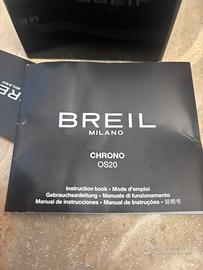 BREIL
MILANO
CHRONO
OS20
Instruction book • Mode d'emploi
Gebrauchsanleitung • Manuale di funzionamento
Manual de instrucciones • Manual de Instruções • 说明书